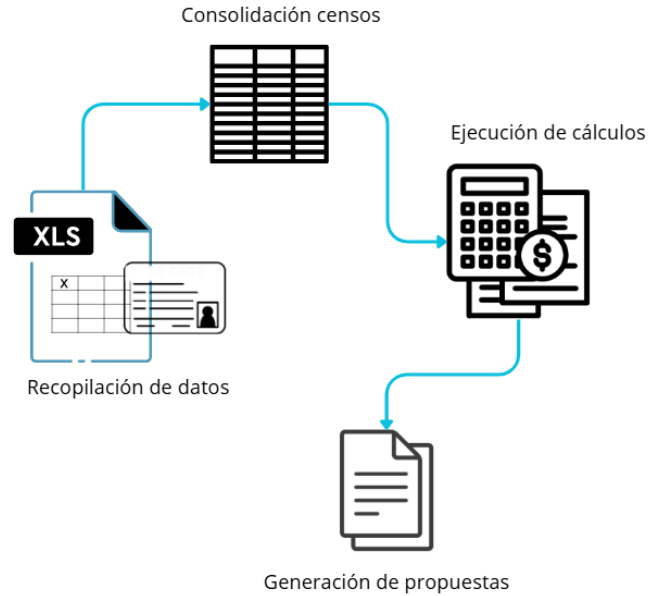 Consolidación censos
Ejecución de cálculos
XLS
X
$
Recopilación de datos
Generación de propuestas